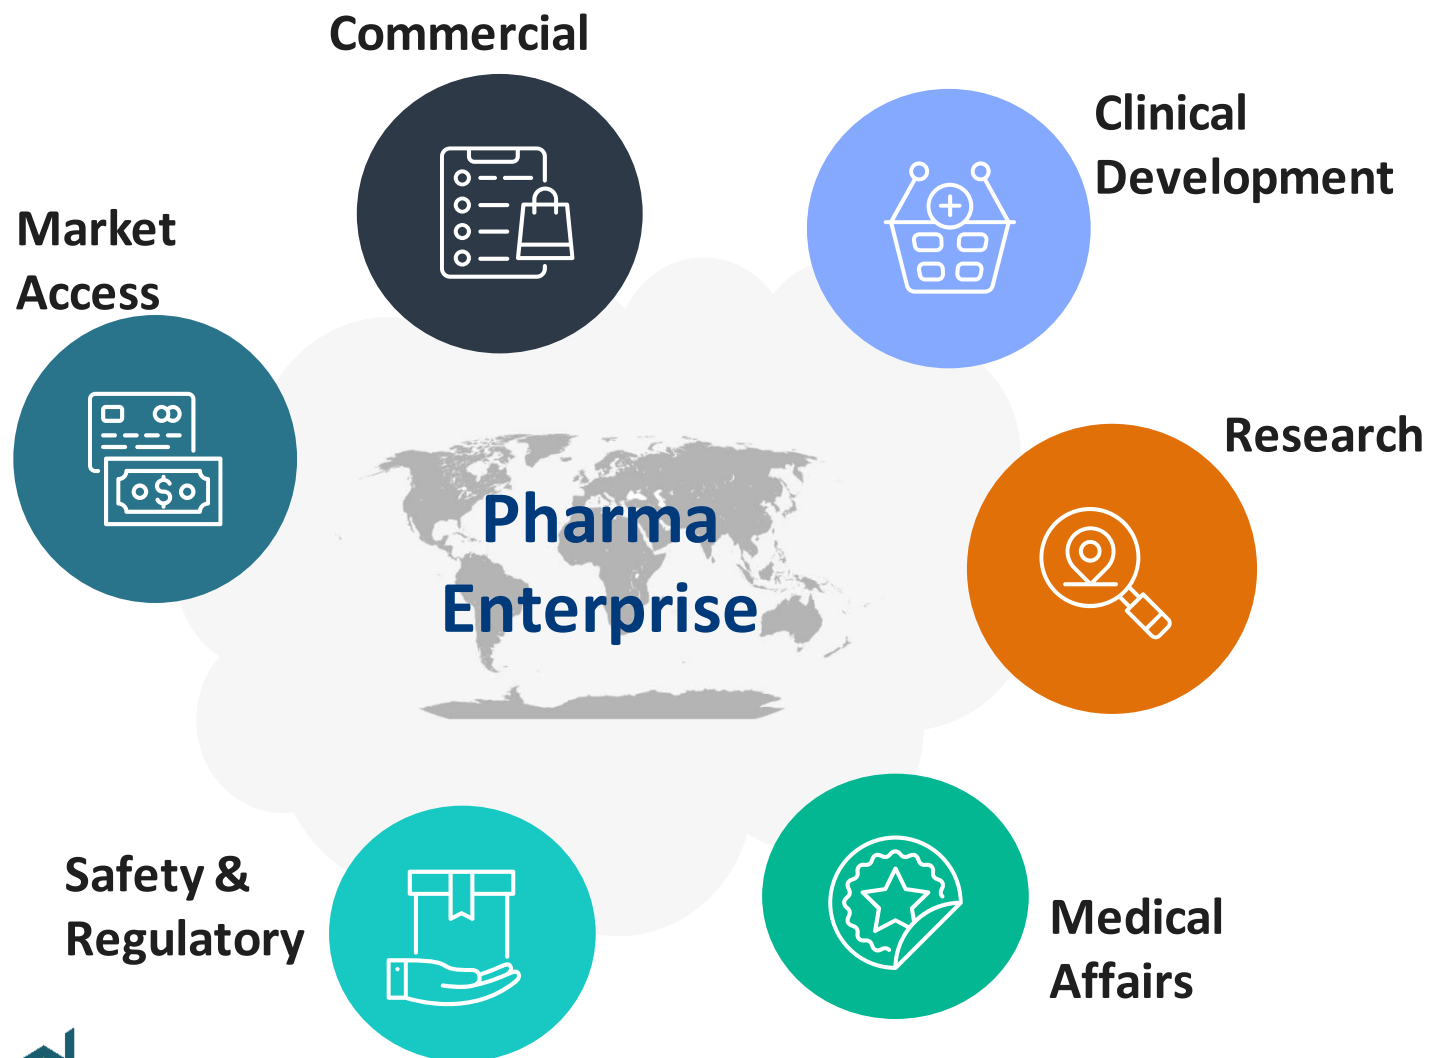 Commercial
Clinical
Development
Market
Access
Research
Pharma
Enterprise
Safety &
Regulatory
Medical
Affairs
$